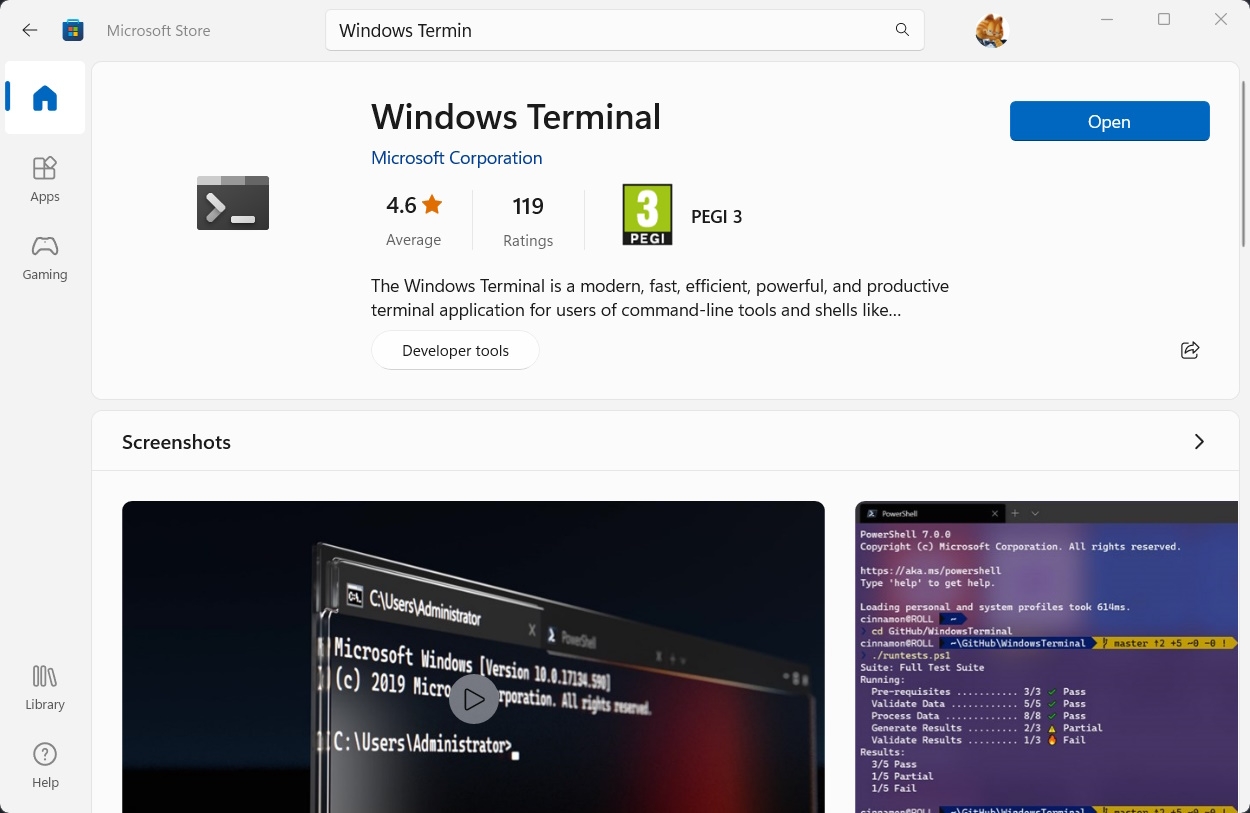 Microsoft Store
Windows Termin
Apps
Gaming
Library
Help
Windows Terminal
Open
Microsoft Corporation
4.6
Average
119
Ratings
3
PEGI
PEGI 3
The Windows Terminal is a modern, fast, efficient, powerful, and productive
terminal application for users of command-line tools and shells like...
Developer tools
Screenshots
C:\Users\Administrator X PowerShell X + ˅
Microsoft Windows [Version 10.0.17134.590]
(c) 2019 Micro rporation. All rights reserved.
C:\Users\Administrator>
PowerShell
PowerShell 7.0.0
Copyright (c) Microsoft Corporation. All rights reserved.
https://aka.ms/powershell
Type 'help' to get help.
Loading personal and system profiles took 614ms.
cinnamon@ROLL ~
cd GitHub/WindowsTerminal
cinnamon@ROLL ~\GitHub\WindowsTerminal master ↑2 +5 ~0 -0 !
./runtests.ps1
Suite: Full Test Suite
Running:
Pre-requisites ........... 3/3 ✓ Pass
Validate Data ............ 5/5 ✓ Pass
Process Data ............. 8/8 ✓ Pass
Generate Results ......... 2/3 ⚠ Partial
Validate Results ......... 1/3 🔥 Fail
Results:
3/5 Pass
1/5 Partial
1/5 Fail
cinnamon@ROLL ~\GitHub\WindowsTerminal master ↑2 +5 ~0 -0 !